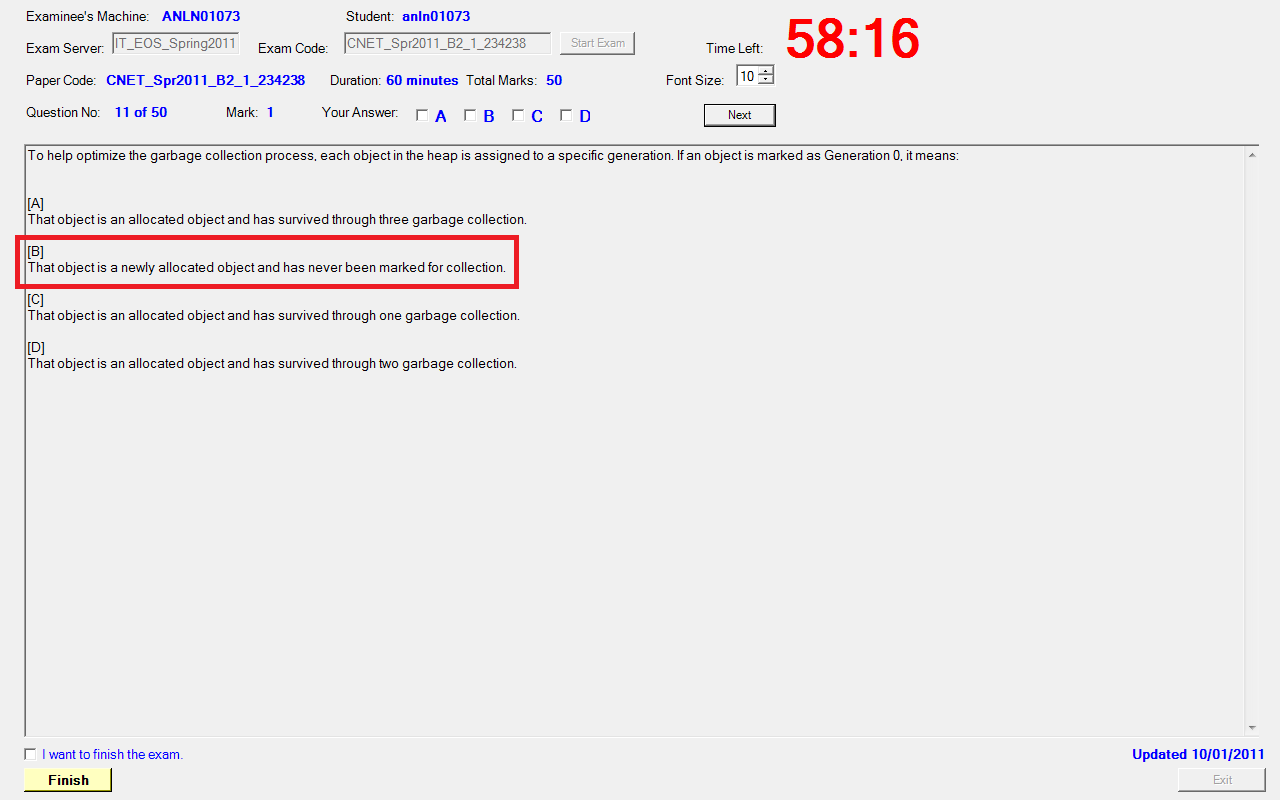 Examinee's Machine: ANLN01073 Student: anln01073
Exam Server: IT_EOS_Spring2011 Exam Code: CNET_Spr2011_B2_1_234238 Start Exam Time Left: 58:16
Paper Code: CNET_Spr2011_B2_1_234238 Duration: 60 minutes Total Marks: 50 Font Size: 10
Question No: 11 of 50 Mark: 1 Your Answer: A B C D Next
To help optimize the garbage collection process, each object in the heap is assigned to a specific generation. If an object is marked as Generation 0, it means:
[A]
That object is an allocated object and has survived through three garbage collection.
[B]
That object is a newly allocated object and has never been marked for collection.
[C]
That object is an allocated object and has survived through one garbage collection.
[D]
That object is an allocated object and has survived through two garbage collection.
I want to finish the exam. Updated 10/01/2011
Finish Exit